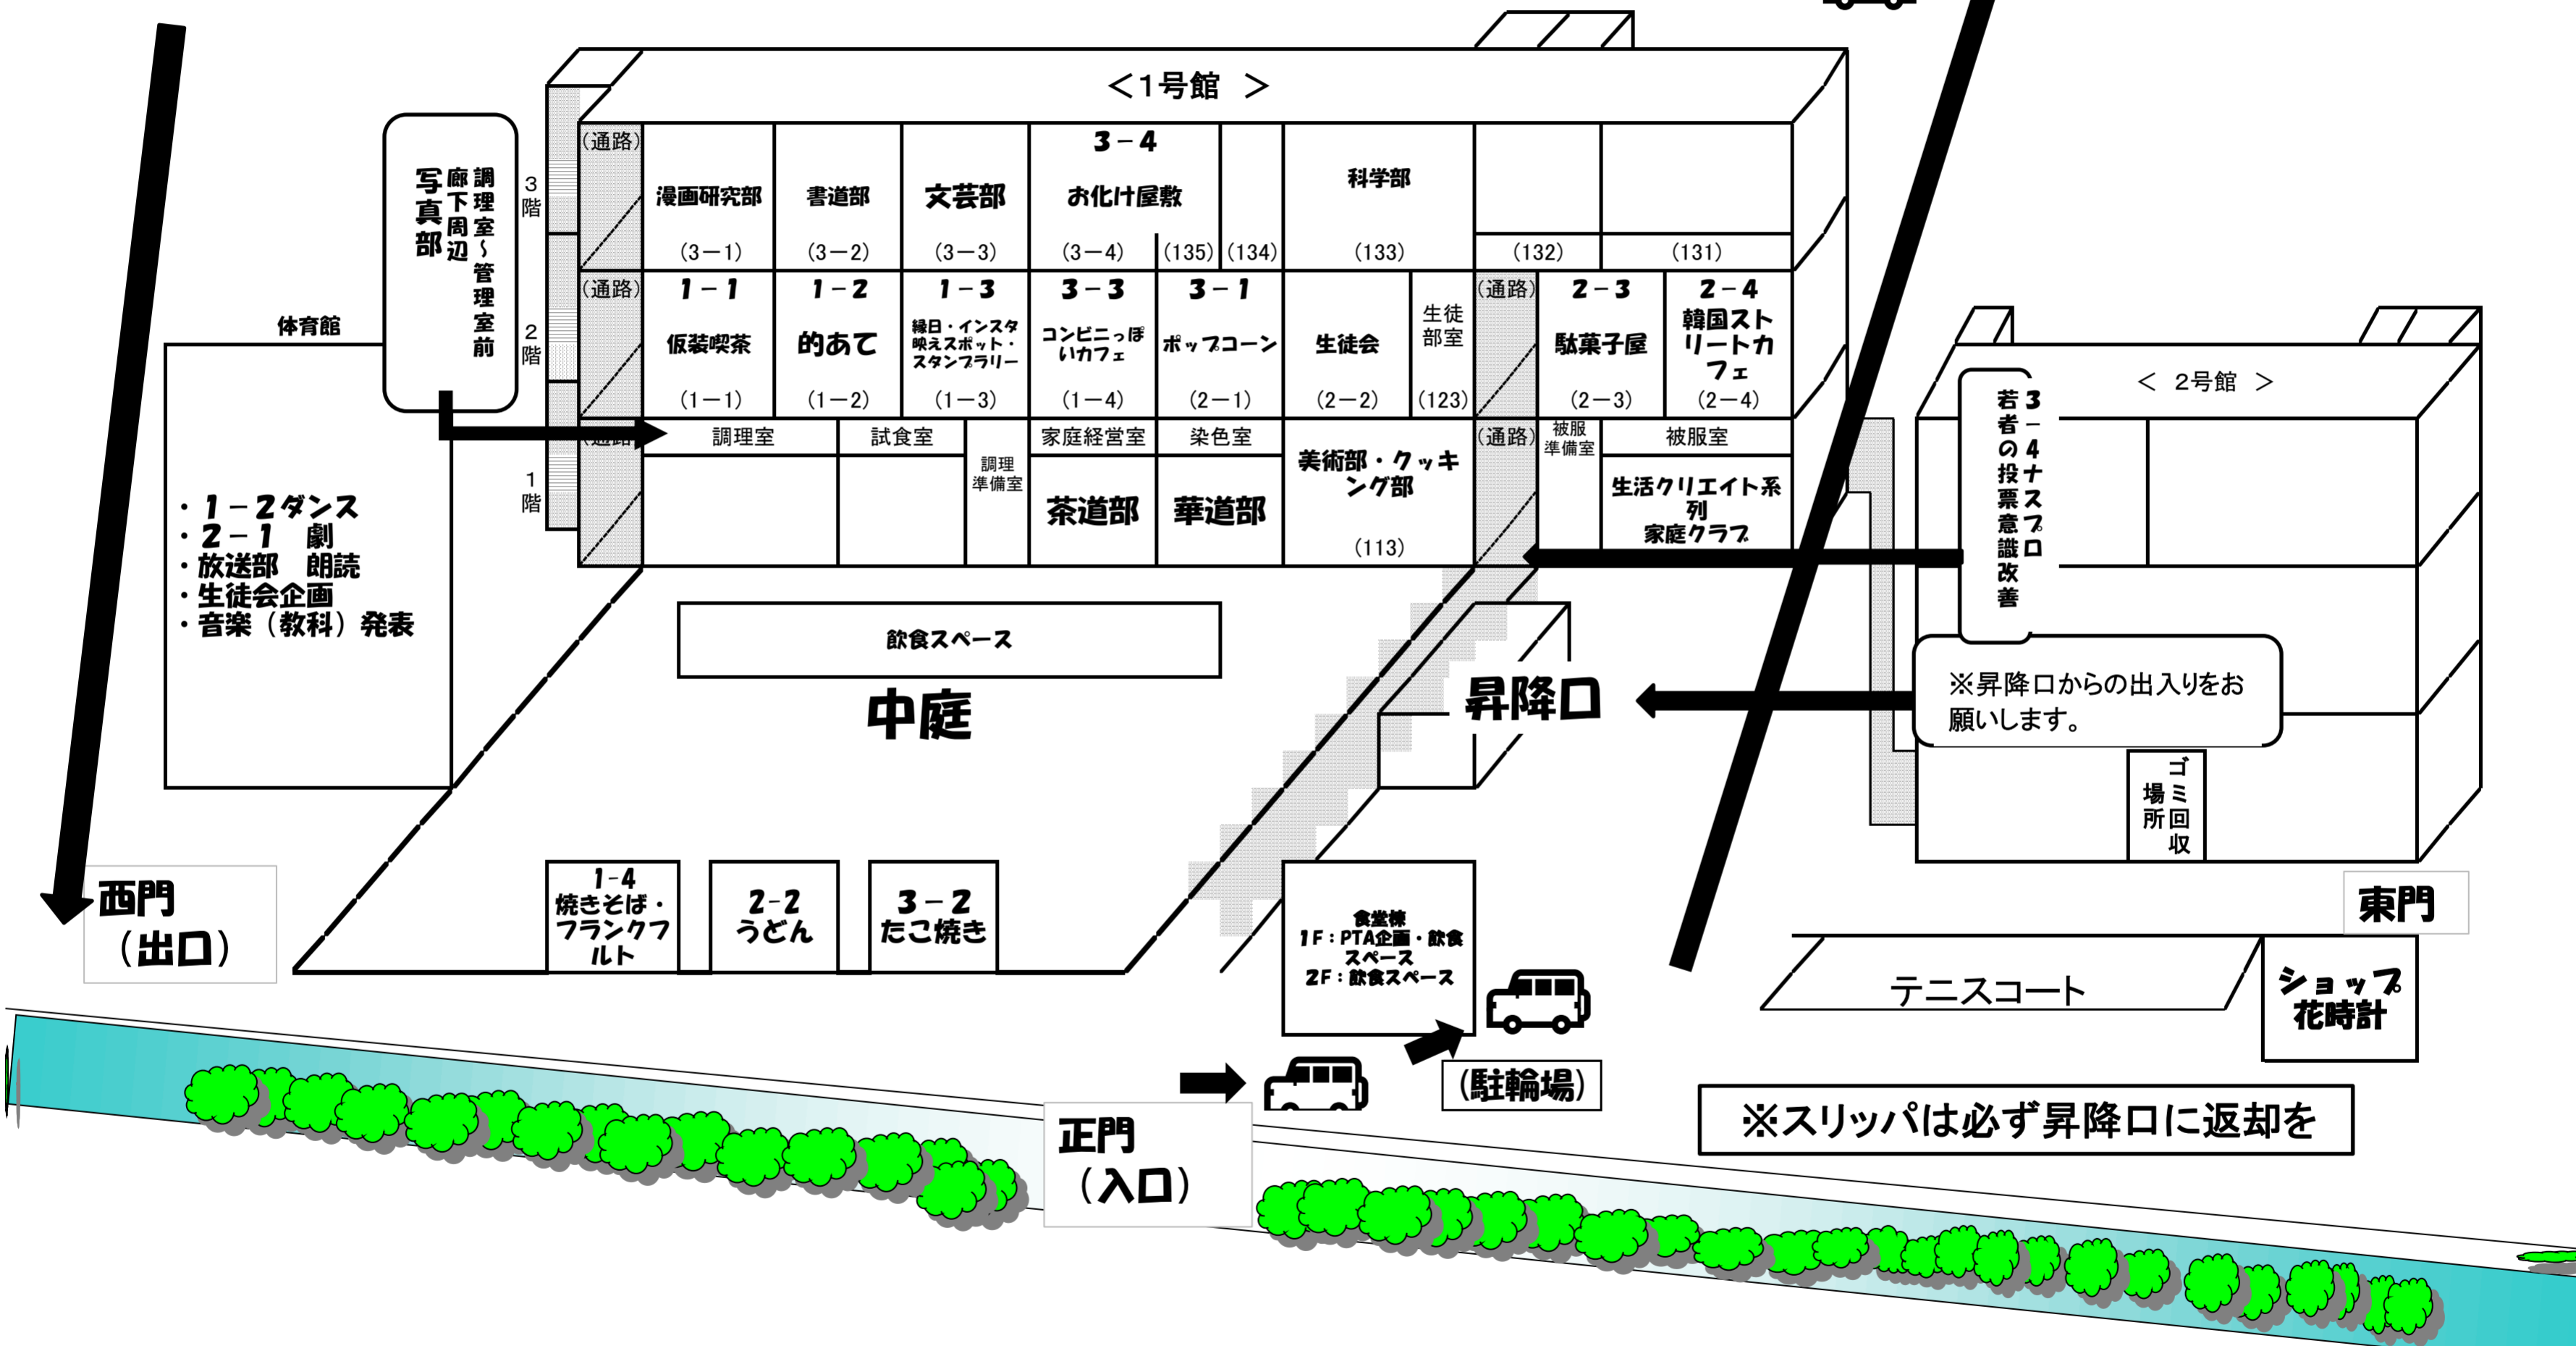 ＜１号館　＞
調理室～管理室前
廊下周辺
写真部
3階
2階
1階
(通路)
漫画研究部
(3－1)
書道部
(3－2)
文芸部
(3－3)
３－４
お化け屋敷
(3－4)
(135)
(134)
科学部
(133)
(132)
(131)
(通路)
１－１
仮装喫茶
(1－1)
１－２
的あて
(1－2)
１－３
縁日・インスタ
映えスポット・
スタンプラリー
(1－3)
３－３
コンビニっぽ
いカフェ
(1－4)
３－１
ポップコーン
(2－1)
生徒会
(2－2)
生徒
部室
(123)
(通路)
２－３
駄菓子屋
(2－3)
２－４
韓国スト
リートカ
フェ
(2－4)
(通路)
調理室
試食室
調理
準備室
家庭経営室
茶道部
染色室
華道部
美術部・クッキ
ング部
(113)
(通路)
被服
準備室
被服室
生活クリエイト系
列
家庭クラブ
体育館
・１－２ダンス
・２－１　劇
・放送部　朗読
・生徒会企画
・音楽（教科）発表
＜　2号館　＞
３－４ナスプロ
若者の投票意識改善
※昇降口からの出入りをお
願いします。
ゴミ回収
場所
飲食スペース
中庭
昇降口
西門
（出口）
1-4
焼きそば・
フランクフ
ルト
２-２
うどん
３－２
たこ焼き
食堂棟
1F：PTA企画・飲食
スペース
2F：飲食スペース
東門
テニスコート
ショップ
花時計
(駐輪場)
正門
（入口）
※スリッパは必ず昇降口に返却を